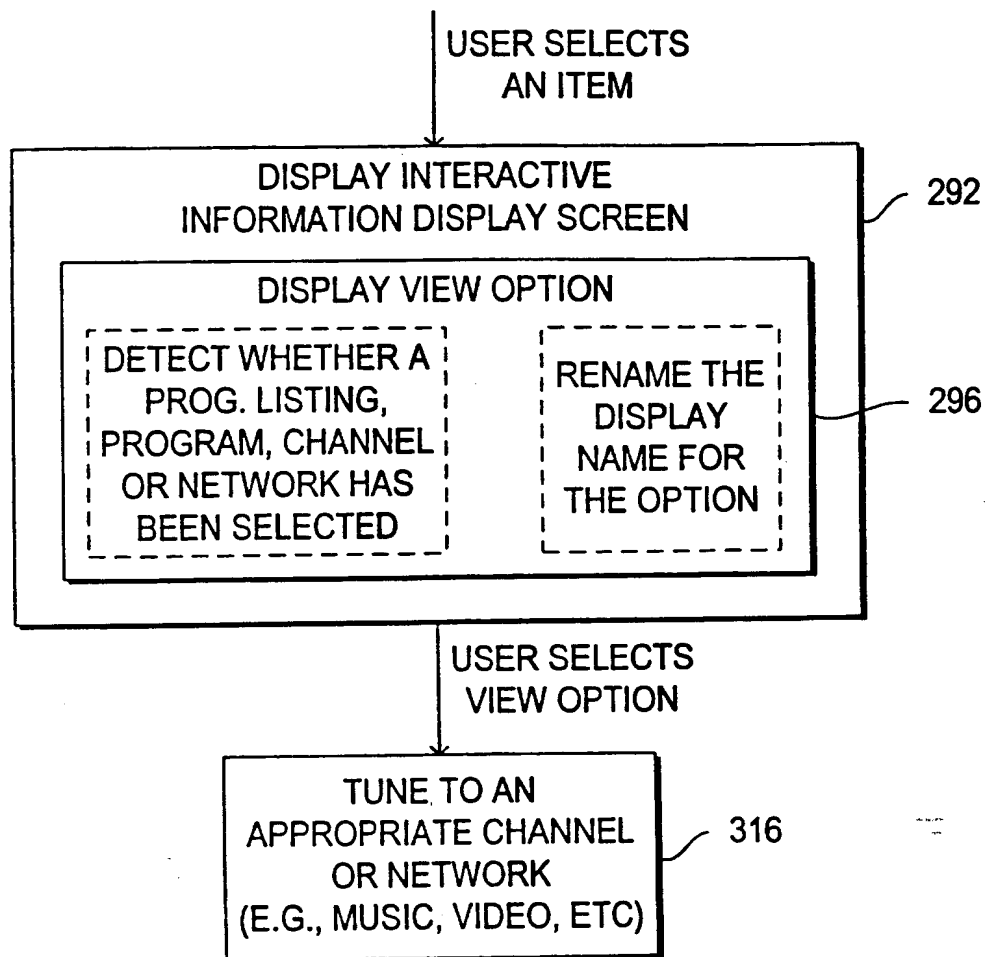 USER SELECTS
AN ITEM
DISPLAY INTERACTIVE
INFORMATION DISPLAY SCREEN
292
DISPLAY VIEW OPTION
DETECT WHETHER A
PROG. LISTING,
PROGRAM, CHANNEL
OR NETWORK HAS
BEEN SELECTED
RENAME THE
DISPLAY
NAME FOR
THE OPTION
296
USER SELECTS
VIEW OPTION
TUNE TO AN
APPROPRIATE CHANNEL
OR NETWORK
(E.G., MUSIC, VIDEO, ETC)
316